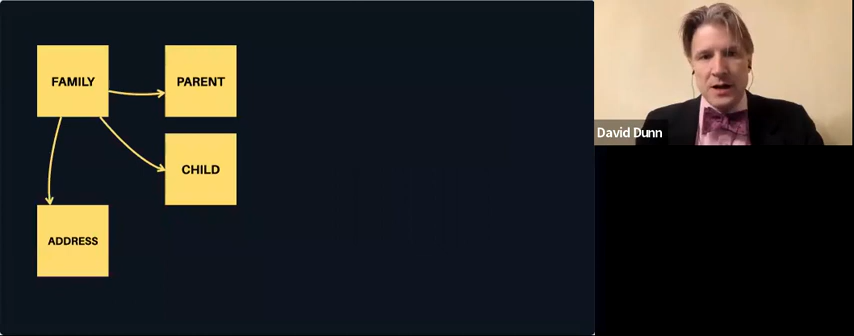 FAMILY
PARENT
CHILD
ADDRESS
David Dunn